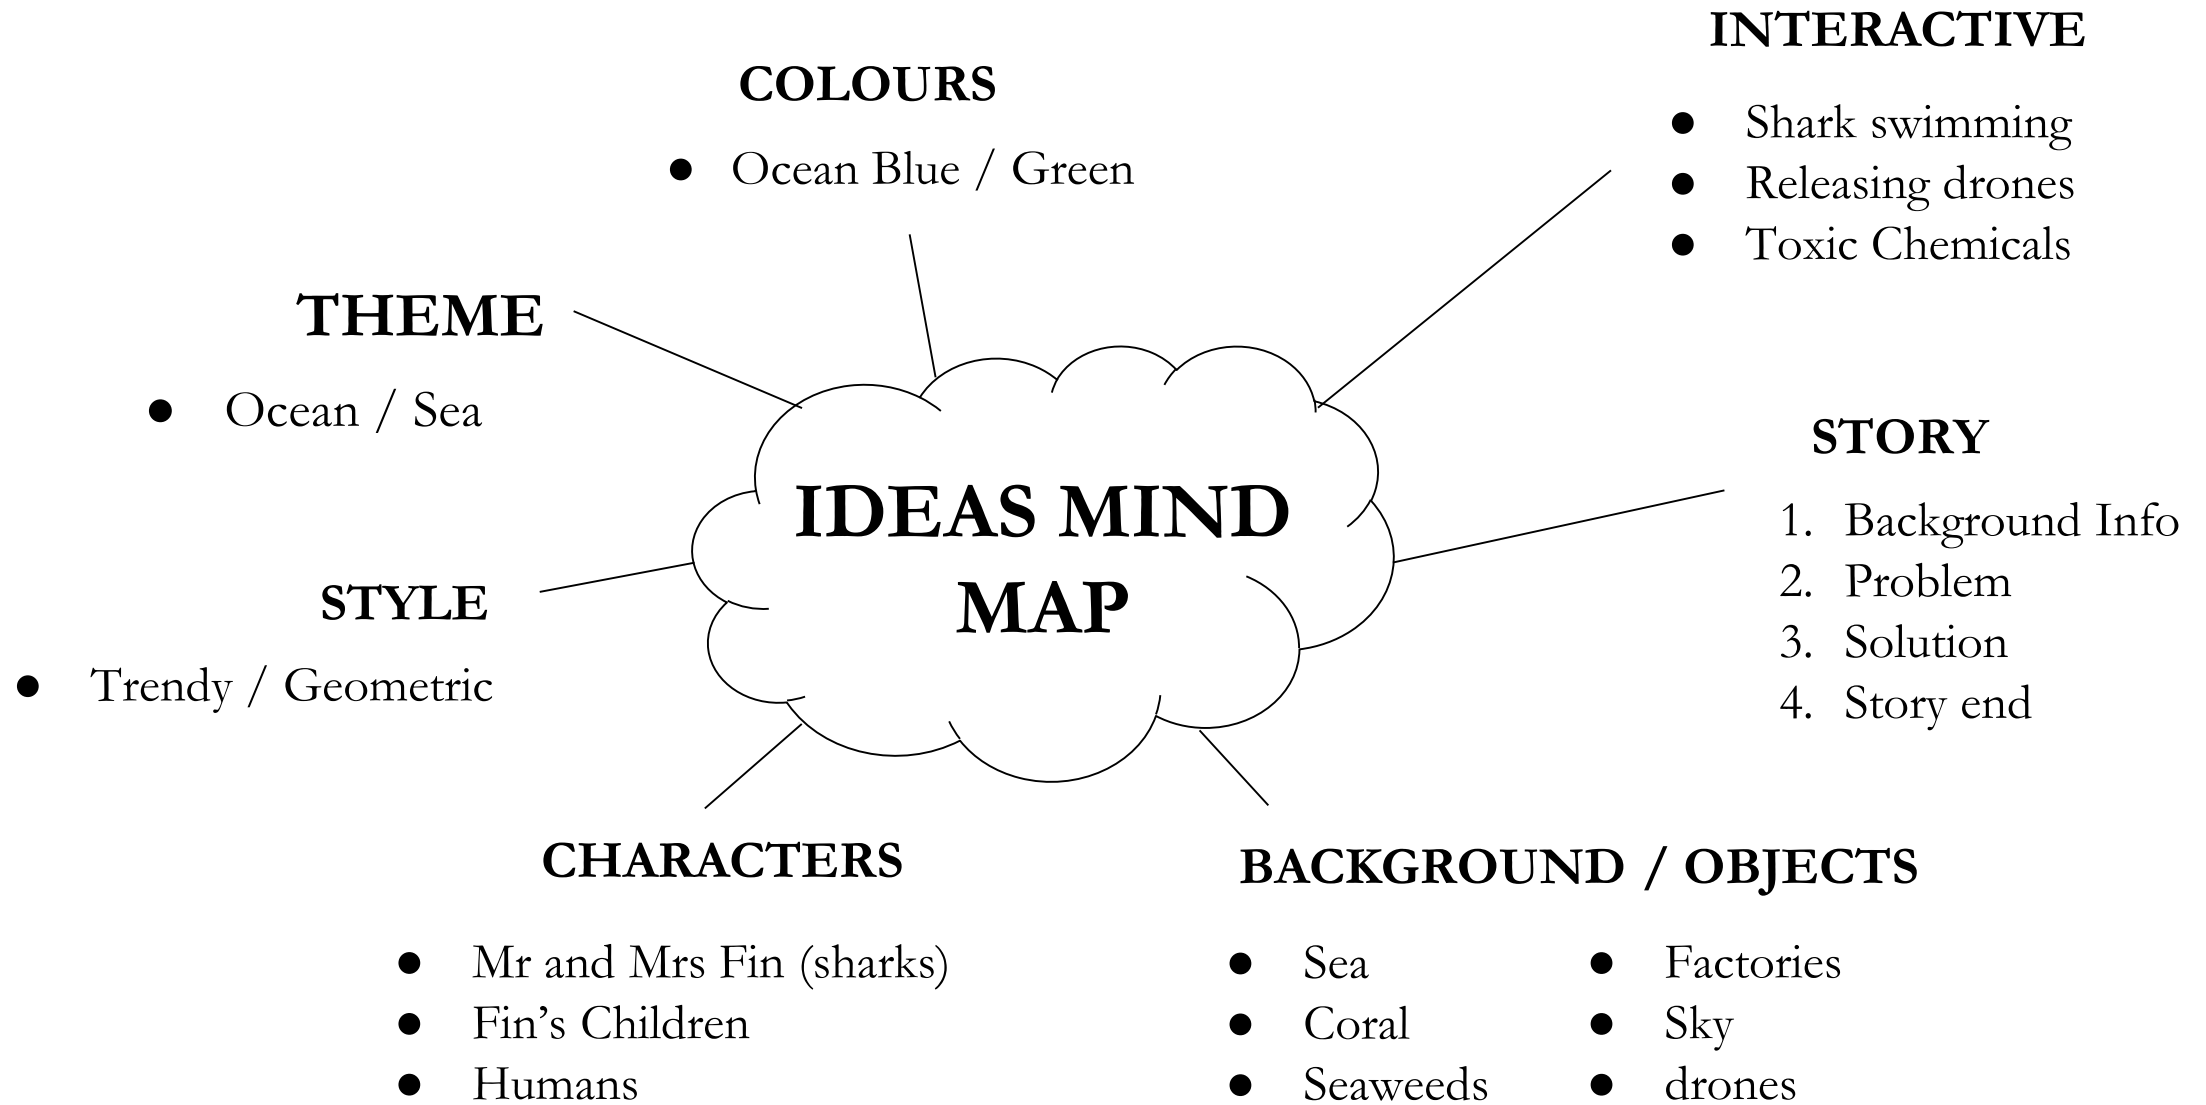 INTERACTIVE
● Shark swimming
● Releasing drones
● Toxic Chemicals
COLOURS
● Ocean Blue / Green
THEME
● Ocean / Sea
IDEAS MIND
MAP
STORY
1. Background Info
2. Problem
3. Solution
4. Story end
STYLE
● Trendy / Geometric
CHARACTERS
● Mr and Mrs Fin (sharks)
● Fin’s Children
● Humans
BACKGROUND / OBJECTS
● Sea
● Coral
● Seaweeds
● Factories
● Sky
● drones